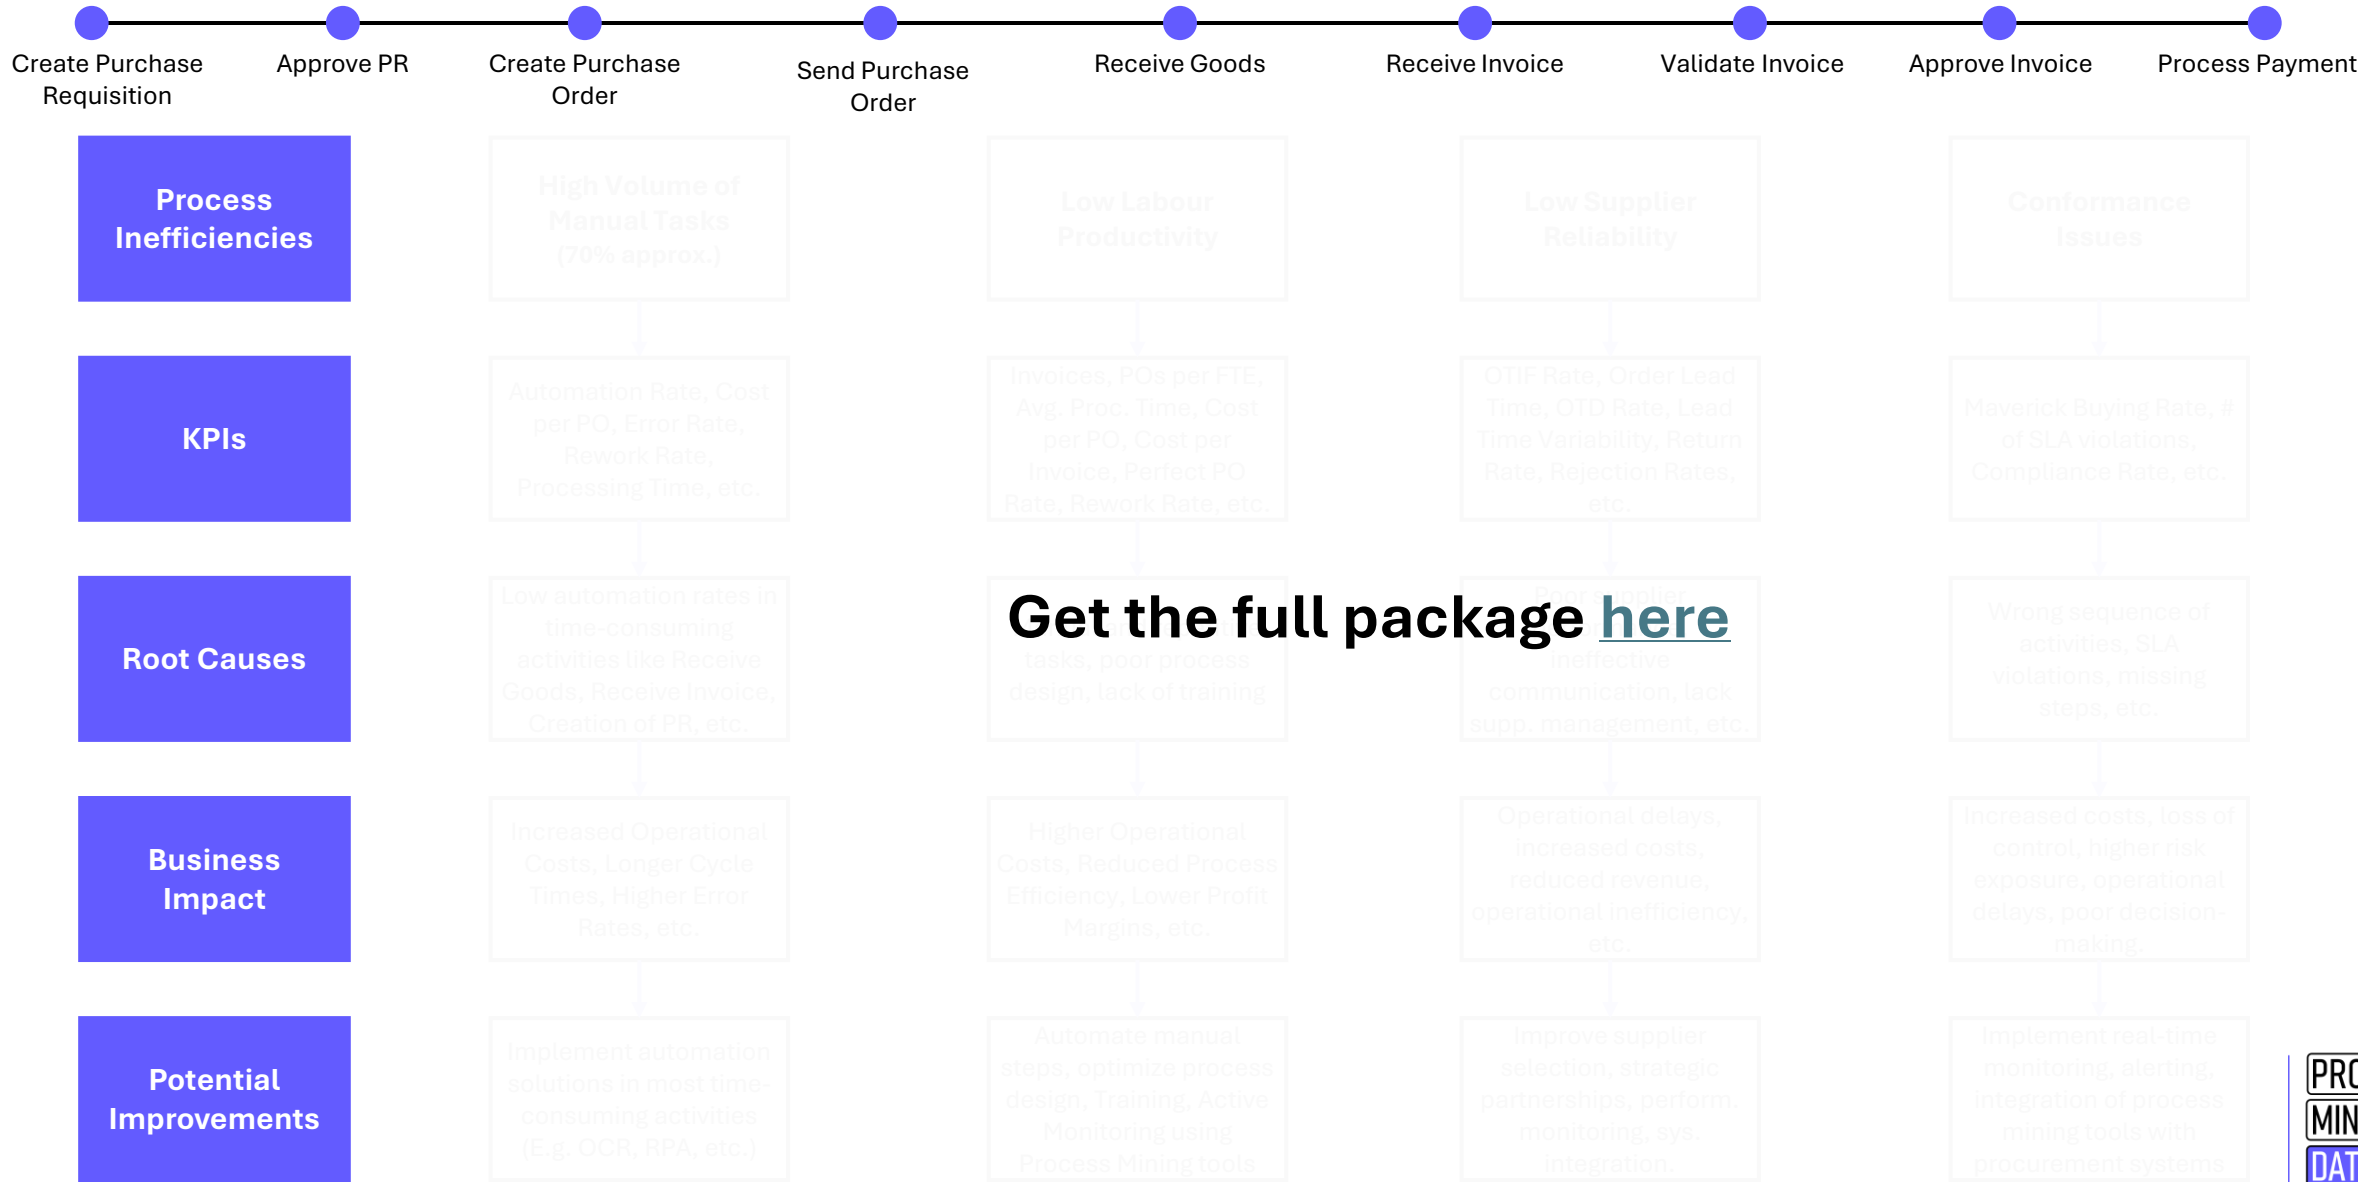 Create Purchase
Requisition
Approve PR
Create Purchase
Order
Send Purchase
Order
Receive Goods
Receive Invoice
Validate Invoice
Approve Invoice
Process Payment
Process
Inefficiencies
High Volume of
Manual Tasks
(70% approx.)
Low Labour
Productivity
Low Supplier
Reliability
Conformance
Issues
KPIs
Automation Rate, Cost
per PO, Error Rate,
Rework Rate,
Processing Time, etc.
Invoices, POs per FTE,
Avg. Proc. Time, Cost
per PO, Cost per
Invoice, Perfect PO
Rate, Rework Rate, etc.
OTIF Rate, Order Lead
Time, OTD Rate, Lead
Time Variability, Return
Rate, Rejection Rates,
etc.
Maverick Buying Rate, #
of SLA violations,
Compliance Rate, etc.
Root Causes
Low automation rates in
time-consuming
activities like Receive
Goods, Receive Invoice,
Creation of PR, etc.
Get the full package here
tasks, poor process
design, lack of training
Poor supplier
ineffective
communication, lack
supp. management, etc.
Wrong sequence of
activities, SLA
violations, missing
steps, etc.
Business
Impact
Increased Operational
Costs, Longer Cycle
Times, Higher Error
Rates, etc.
Higher Operational
Costs, Reduced Process
Efficiency, Lower Profit
Margins, etc.
Operational delays,
increased costs,
reduced revenue,
operational inefficiency,
etc.
Increased costs, loss of
control, higher risk
exposure, operational
delays, poor decision-
making.
Potential
Improvements
Implement automation
solutions in most time-
consuming activities
(E.g. OCR, RPA, etc.)
Automate manual
steps, optimize process
design, Training, Active
Monitoring using
Process Mining tools
Improve supplier
selection, strategic
partnerships, perform.
monitoring, sys.
integration.
Implement real-time
monitoring, alerting,
integration of process
mining tools with
procurement systems
PRO
MIN
DAT